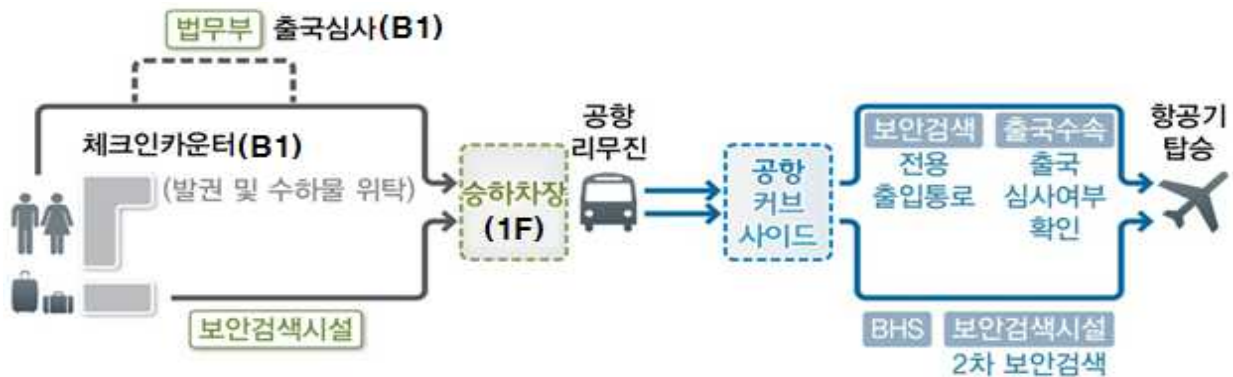 법무부 출국심사(B1)
체크인카운터(B1)
(발권 및 수하물 위탁)
보안검색시설
승하차장
(1F)
공항
리무진
공항
커브
사이드
보안검색
전용
출입통로
출국수속
출국
심사여부
확인
BHS
보안검색시설
2차 보안검색
항공기
탑승